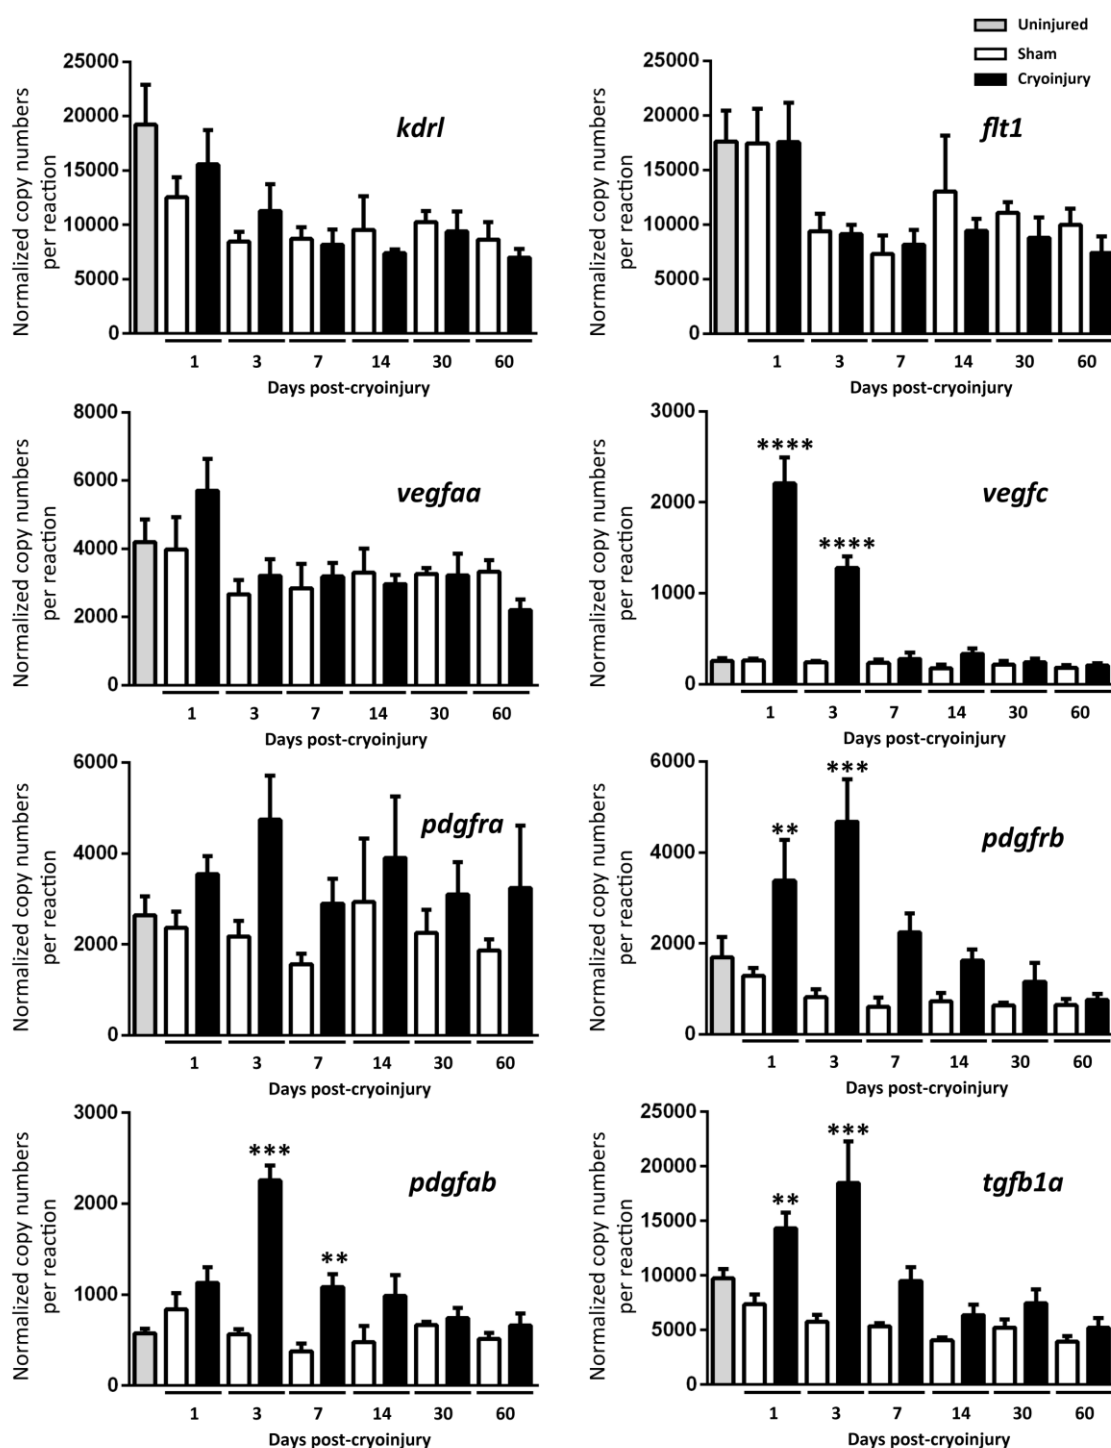 Uninjured
Sham
Cryoinjury
Normalized copy numbers
per reaction
25000
20000
15000
10000
5000
0
kdrl
1 3 7 14 30 60
Days post-cryoinjury
Normalized copy numbers
per reaction
25000
20000
15000
10000
5000
0
flt1
1 3 7 14 30 60
Days post-cryoinjury
Normalized copy numbers
per reaction
8000
6000
4000
2000
0
vegfaa
1 3 7 14 30 60
Days post-cryoinjury
Normalized copy numbers
per reaction
3000
2000
1000
0
****
****
vegfc
1 3 7 14 30 60
Days post-cryoinjury
Normalized copy numbers
per reaction
6000
4000
2000
0
pdgfra
1 3 7 14 30 60
Days post-cryoinjury
Normalized copy numbers
per reaction
6000
4000
2000
0
***
**
pdgfrb
1 3 7 14 30 60
Days post-cryoinjury
Normalized copy numbers
per reaction
3000
2000
1000
0
***
**
pdgfab
1 3 7 14 30 60
Days post-cryoinjury
Normalized copy numbers
per reaction
25000
20000
15000
10000
5000
0
***
**
tgfb1a
1 3 7 14 30 60
Days post-cryoinjury